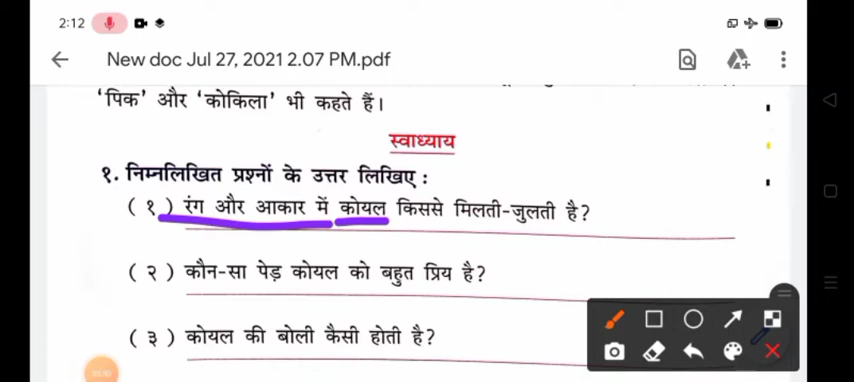 2:12
New doc Jul 27, 2021 2.07 PM.pdf
'पिक' और 'कोकिला' भी कहते हैं।
स्वाध्याय
१. निम्नलिखित प्रश्नों के उत्तर लिखिए :
( १ ) रंग और आकार में कोयल किससे मिलती-जुलती है?
( २ ) कौन-सा पेड़ कोयल को बहुत प्रिय है?
( ३ ) कोयल की बोली कैसी होती है?